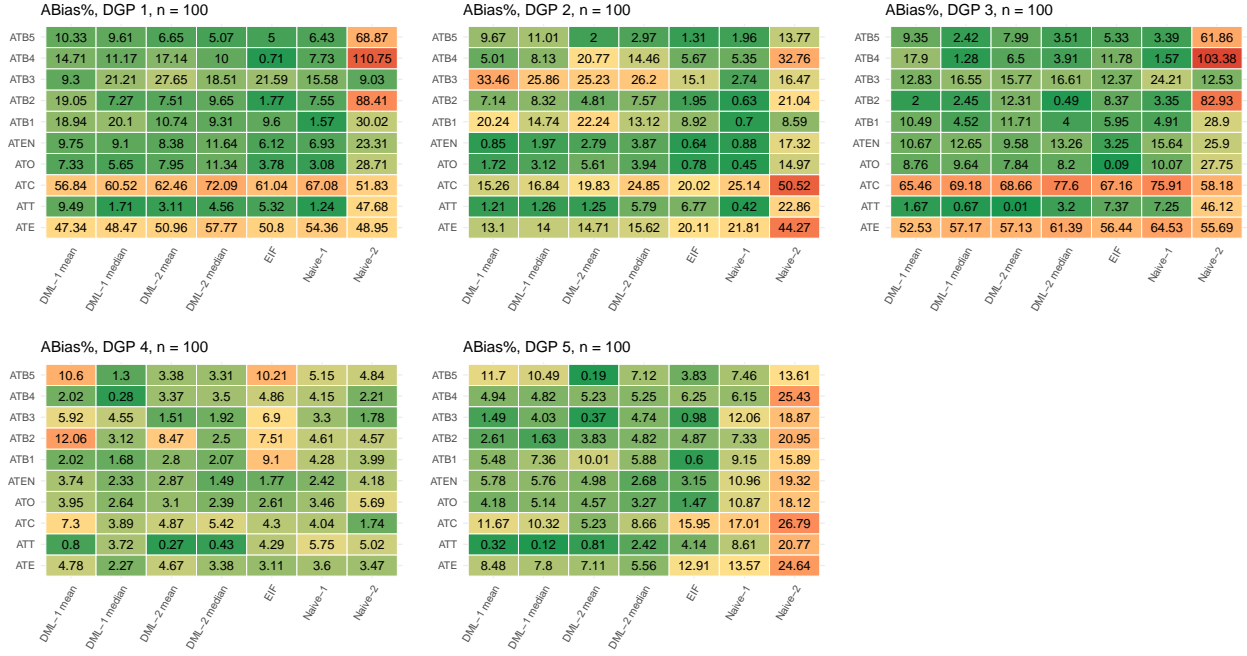 ABias%, DGP 1, n = 100
ATB5 10.33 9.61 6.65 5.07 5 6.43 68.87
ATB4 14.71 11.17 17.14 10 0.71 7.73 110.75
ATB3 9.3 21.21 27.65 18.51 21.59 15.58 9.03
ATB2 19.05 7.27 7.51 9.65 1.77 7.55 88.41
ATB1 18.94 20.1 10.74 9.31 9.6 1.57 30.02
ATEN 9.75 9.1 8.38 11.64 6.12 6.93 23.31
ATO 7.33 5.65 7.95 11.34 3.78 3.08 28.71
ATC 56.84 60.52 62.46 72.09 61.04 67.08 51.83
ATT 9.49 1.71 3.11 4.56 5.32 1.24 47.68
ATE 47.34 48.47 50.96 57.77 50.8 54.36 48.95
DML−1 mean DML−1 median DML−2 mean DML−2 median EIF Naive−1 Naive−2
ABias%, DGP 2, n = 100
ATB5 9.67 11.01 2 2.97 1.31 1.96 13.77
ATB4 5.01 8.13 20.77 14.46 5.67 5.35 32.76
ATB3 33.46 25.86 25.23 26.2 15.1 2.74 16.47
ATB2 7.14 8.32 4.81 7.57 1.95 0.63 21.04
ATB1 20.24 14.74 22.24 13.12 8.92 0.7 8.59
ATEN 0.85 1.97 2.79 3.87 0.64 0.88 17.32
ATO 1.72 3.12 5.61 3.94 0.78 0.45 14.97
ATC 15.26 16.84 19.83 24.85 20.02 25.14 50.52
ATT 1.21 1.26 1.25 5.79 6.77 0.42 22.86
ATE 13.1 14 14.71 15.62 20.11 21.81 44.27
DML−1 mean DML−1 median DML−2 mean DML−2 median EIF Naive−1 Naive−2
ABias%, DGP 3, n = 100
ATB5 9.35 2.42 7.99 3.51 5.33 3.39 61.86
ATB4 17.9 1.28 6.5 3.91 11.78 1.57 103.38
ATB3 12.83 16.55 15.77 16.61 12.37 24.21 12.53
ATB2 2 2.45 12.31 0.49 8.37 3.35 82.93
ATB1 10.49 4.52 11.71 4 5.95 4.91 28.9
ATEN 10.67 12.65 9.58 13.26 3.25 15.64 25.9
ATO 8.76 9.64 7.84 8.2 0.09 10.07 27.75
ATC 65.46 69.18 68.66 77.6 67.16 75.91 58.18
ATT 1.67 0.67 0.01 3.2 7.37 7.25 46.12
ATE 52.53 57.17 57.13 61.39 56.44 64.53 55.69
DML−1 mean DML−1 median DML−2 mean DML−2 median EIF Naive−1 Naive−2
ABias%, DGP 4, n = 100
ATB5 10.6 1.3 3.38 3.31 10.21 5.15 4.84
ATB4 2.02 0.28 3.37 3.5 4.86 4.15 2.21
ATB3 5.92 4.55 1.51 1.92 6.9 3.3 1.78
ATB2 12.06 3.12 8.47 2.5 7.51 4.61 4.57
ATB1 2.02 1.68 2.8 2.07 9.1 4.28 3.99
ATEN 3.74 2.33 2.87 1.49 1.77 2.42 4.18
ATO 3.95 2.64 3.1 2.39 2.61 3.46 5.69
ATC 7.3 3.89 4.87 5.42 4.3 4.04 1.74
ATT 0.8 3.72 0.27 0.43 4.29 5.75 5.02
ATE 4.78 2.27 4.67 3.38 3.11 3.6 3.47
DML−1 mean DML−1 median DML−2 mean DML−2 median EIF Naive−1 Naive−2
ABias%, DGP 5, n = 100
ATB5 11.7 10.49 0.19 7.12 3.83 7.46 13.61
ATB4 4.94 4.82 5.23 5.25 6.25 6.15 25.43
ATB3 1.49 4.03 0.37 4.74 0.98 12.06 18.87
ATB2 2.61 1.63 3.83 4.82 4.87 7.33 20.95
ATB1 5.48 7.36 10.01 5.88 0.6 9.15 15.89
ATEN 5.78 5.76 4.98 2.68 3.15 10.96 19.32
ATO 4.18 5.14 4.57 3.27 1.47 10.87 18.12
ATC 11.67 10.32 5.23 8.66 15.95 17.01 26.79
ATT 0.32 0.12 0.81 2.42 4.14 8.61 20.77
ATE 8.48 7.8 7.11 5.56 12.91 13.57 24.64
DML−1 mean DML−1 median DML−2 mean DML−2 median EIF Naive−1 Naive−2